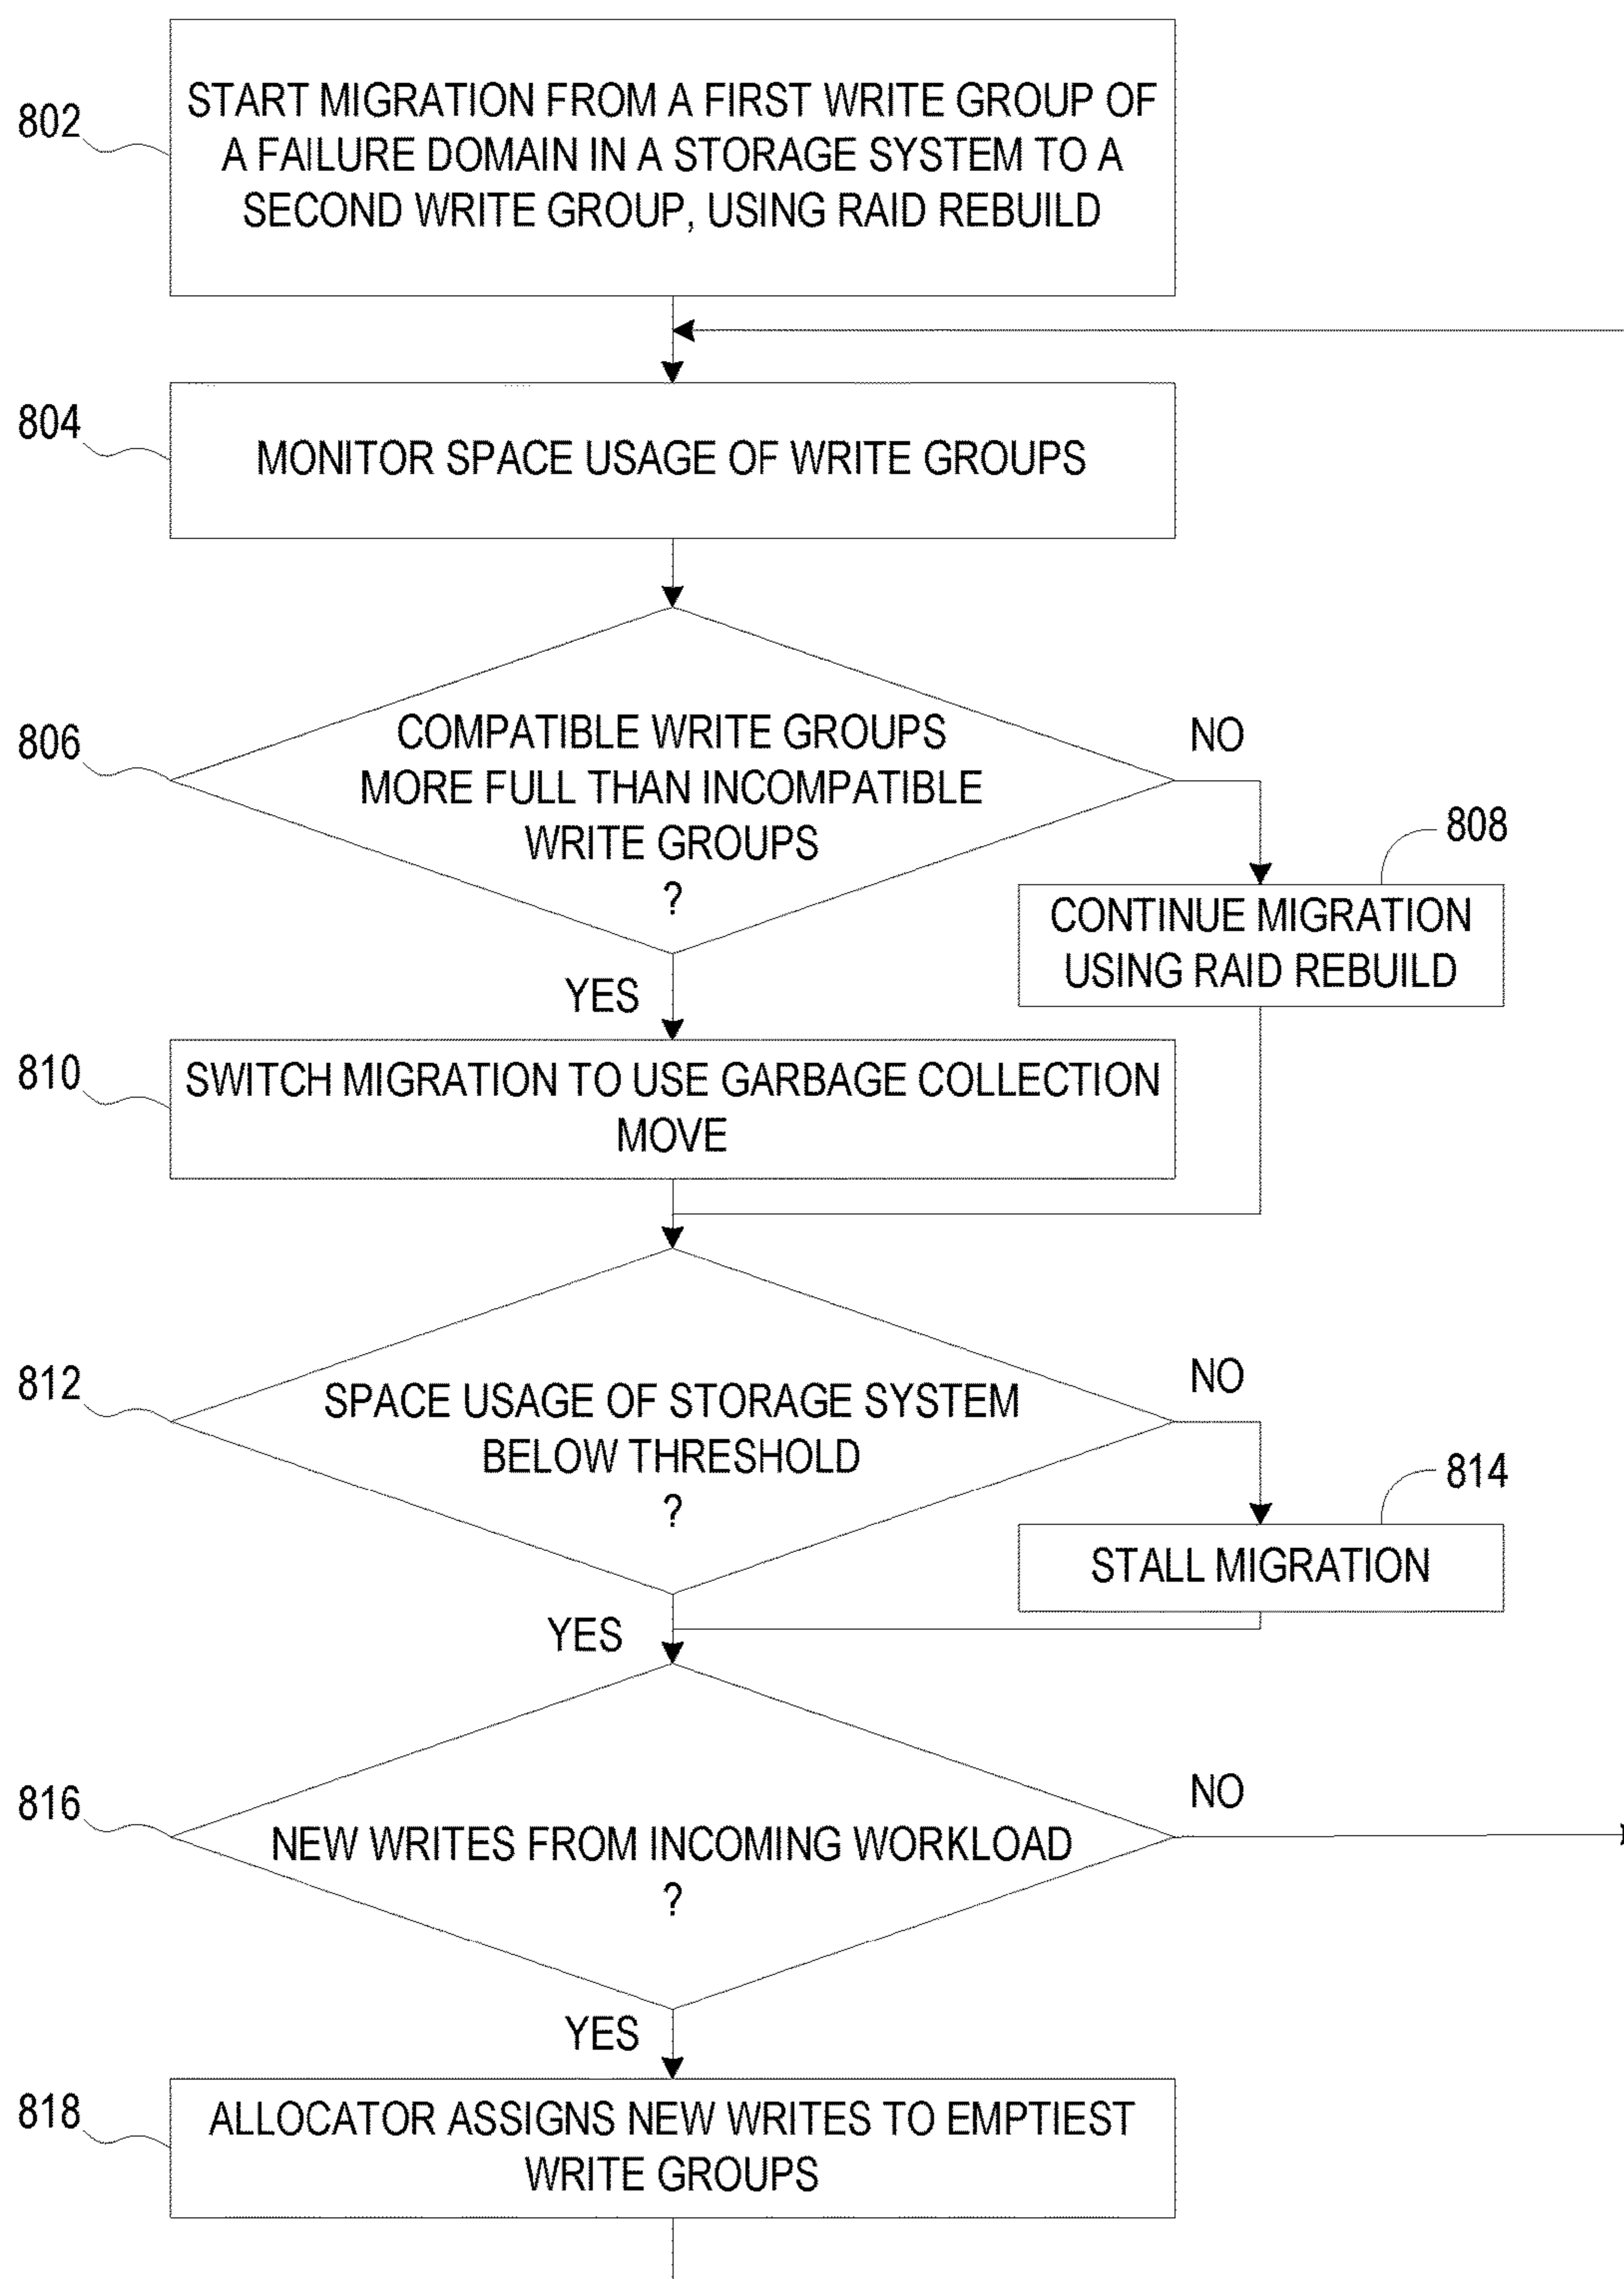 802
START MIGRATION FROM A FIRST WRITE GROUP OF
A FAILURE DOMAIN IN A STORAGE SYSTEM TO A
SECOND WRITE GROUP, USING RAID REBUILD
804
MONITOR SPACE USAGE OF WRITE GROUPS
806
COMPATIBLE WRITE GROUPS
MORE FULL THAN INCOMPATIBLE
WRITE GROUPS
?
NO
808
CONTINUE MIGRATION
USING RAID REBUILD
YES
810
SWITCH MIGRATION TO USE GARBAGE COLLECTION
MOVE
812
SPACE USAGE OF STORAGE SYSTEM
BELOW THRESHOLD
?
NO
814
STALL MIGRATION
YES
816
NEW WRITES FROM INCOMING WORKLOAD
?
NO
YES
818
ALLOCATOR ASSIGNS NEW WRITES TO EMPTIEST
WRITE GROUPS